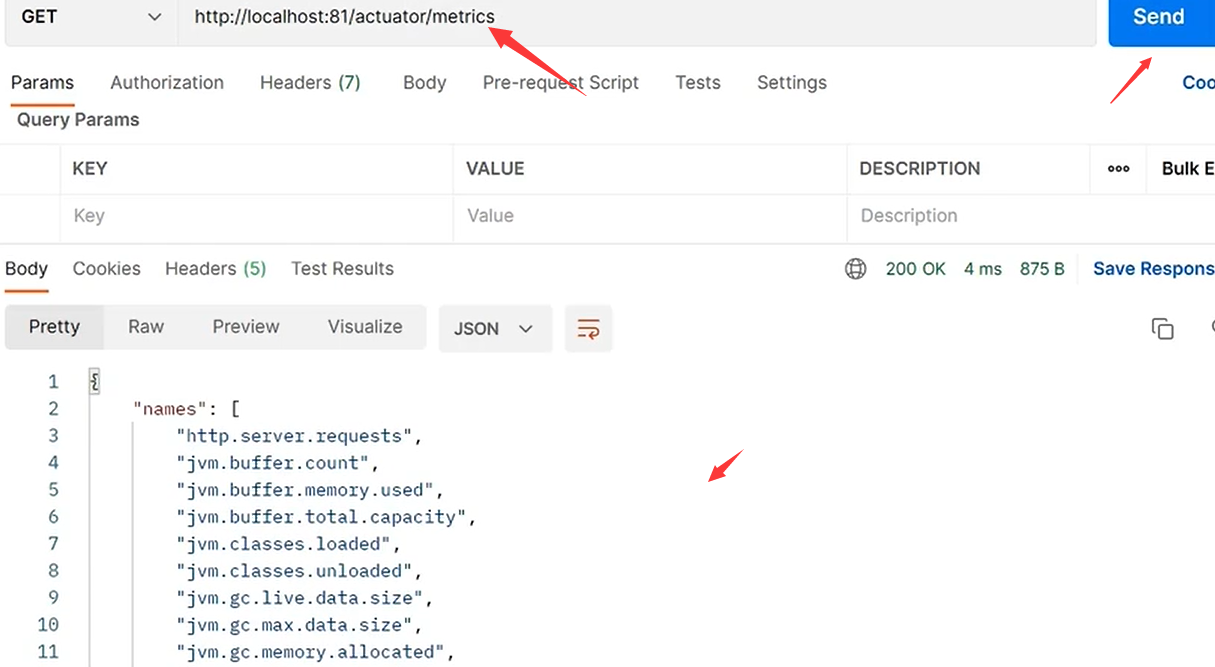 GET http://localhost:81/actuator/metrics Send
Params Authorization Headers (7) Body Pre-request Script Tests Settings Coo
Query Params
KEY VALUE DESCRIPTION ooo Bulk E
Key Value Description
Body Cookies Headers (5) Test Results 200 OK 4 ms 875 B Save Respons
Pretty Raw Preview Visualize JSON
1 {
2 "names": [
3 "http.server.requests",
4 "jvm.buffer.count",
5 "jvm.buffer.memory.used",
6 "jvm.buffer.total.capacity",
7 "jvm.classes.loaded",
8 "jvm.classes.unloaded",
9 "jvm.gc.live.data.size",
10 "jvm.gc.max.data.size",
11 "jvm.gc.memory.allocated",